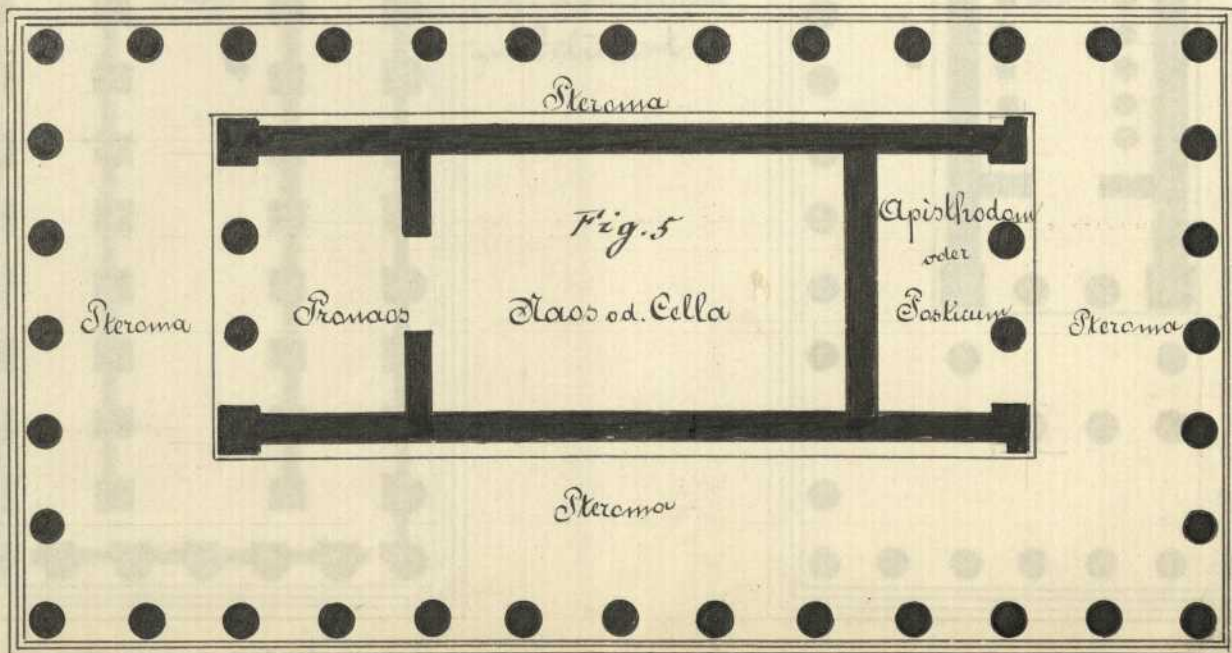 Pteroma
Fig. 5
Apisthodom
oder
Posticum
Pteroma
Pronaos
Naos od. Cella
Pteroma
Pteroma